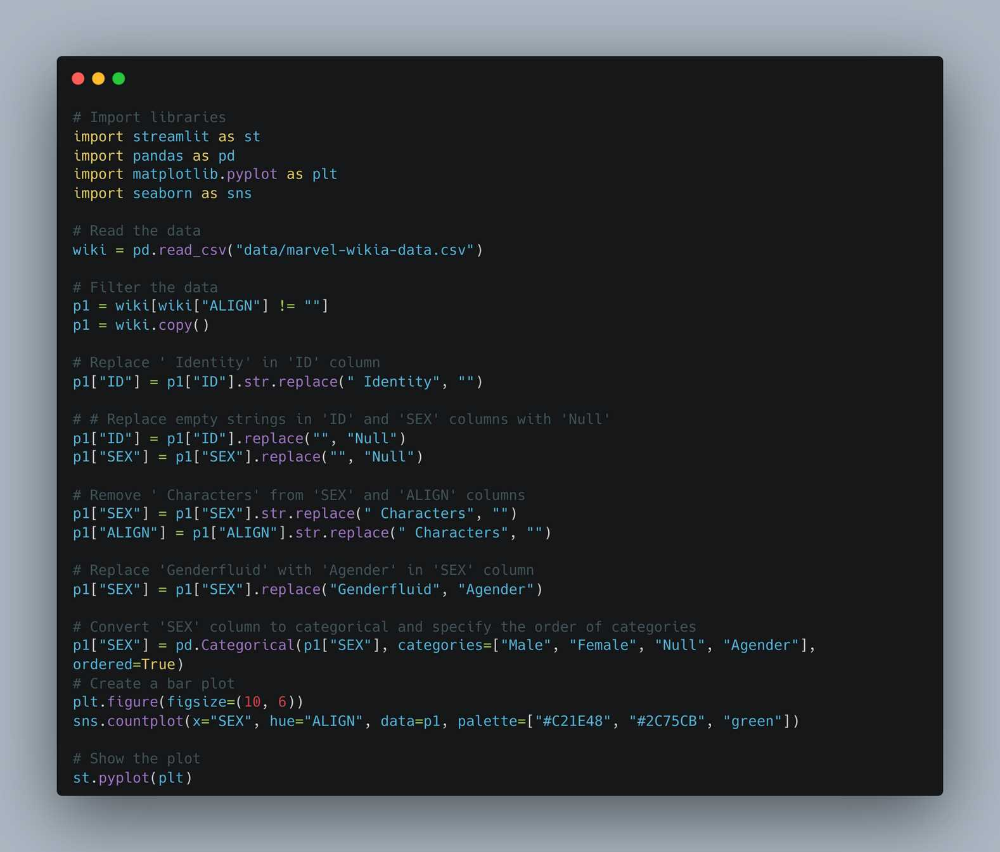 # Import libraries
import streamlit as st
import pandas as pd
import matplotlib.pyplot as plt
import seaborn as sns
# Read the data
wiki = pd.read_csv("data/marvel-wikia-data.csv")
# Filter the data
p1 = wiki[wiki["ALIGN"] != ""]
p1 = wiki.copy()
# Replace ' Identity' in 'ID' column
p1["ID"] = p1["ID"].str.replace(" Identity", "")
# # Replace empty strings in 'ID' and 'SEX' columns with 'Null'
p1["ID"] = p1["ID"].replace("", "Null")
p1["SEX"] = p1["SEX"].replace("", "Null")
# Remove ' Characters' from 'SEX' and 'ALIGN' columns
p1["SEX"] = p1["SEX"].str.replace(" Characters", "")
p1["ALIGN"] = p1["ALIGN"].str.replace(" Characters", "")
# Replace 'Genderfluid' with 'Agender' in 'SEX' column
p1["SEX"] = p1["SEX"].replace("Genderfluid", "Agender")
# Convert 'SEX' column to categorical and specify the order of categories
p1["SEX"] = pd.Categorical(p1["SEX"], categories=["Male", "Female", "Null", "Agender"],
ordered=True)
# Create a bar plot
plt.figure(figsize=(10, 6))
sns.countplot(x="SEX", hue="ALIGN", data=p1, palette=["#C21E48", "#2C75CB", "green"])
# Show the plot
st.pyplot(plt)